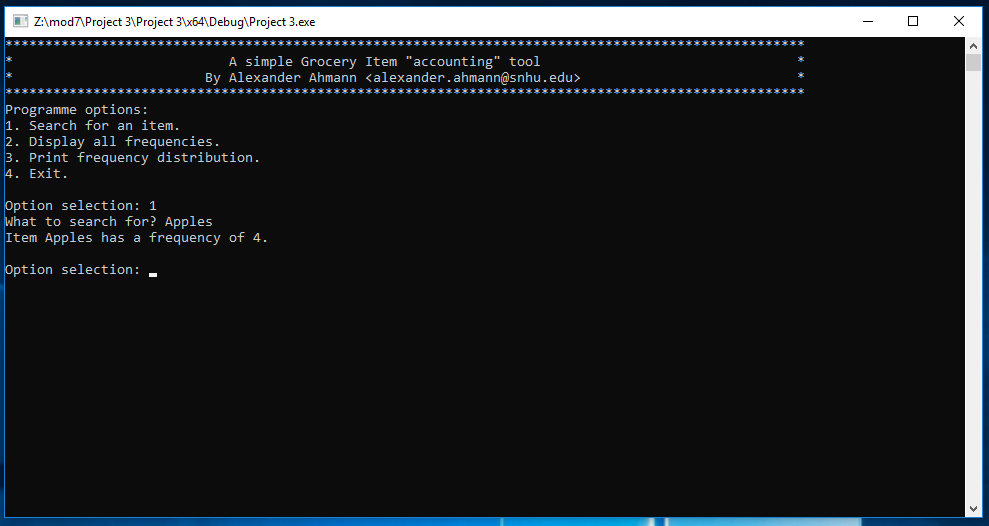 Z:\mod7\Project 3\Project 3\x64\Debug\Project 3.exe
****************************************************************************************************
* A simple Grocery Item "accounting" tool *
* By Alexander Ahmann <alexander.ahmann@snhu.edu> *
****************************************************************************************************
Programme options:
1. Search for an item.
2. Display all frequencies.
3. Print frequency distribution.
4. Exit.
Option selection: 1
What to search for? Apples
Item Apples has a frequency of 4.
Option selection: